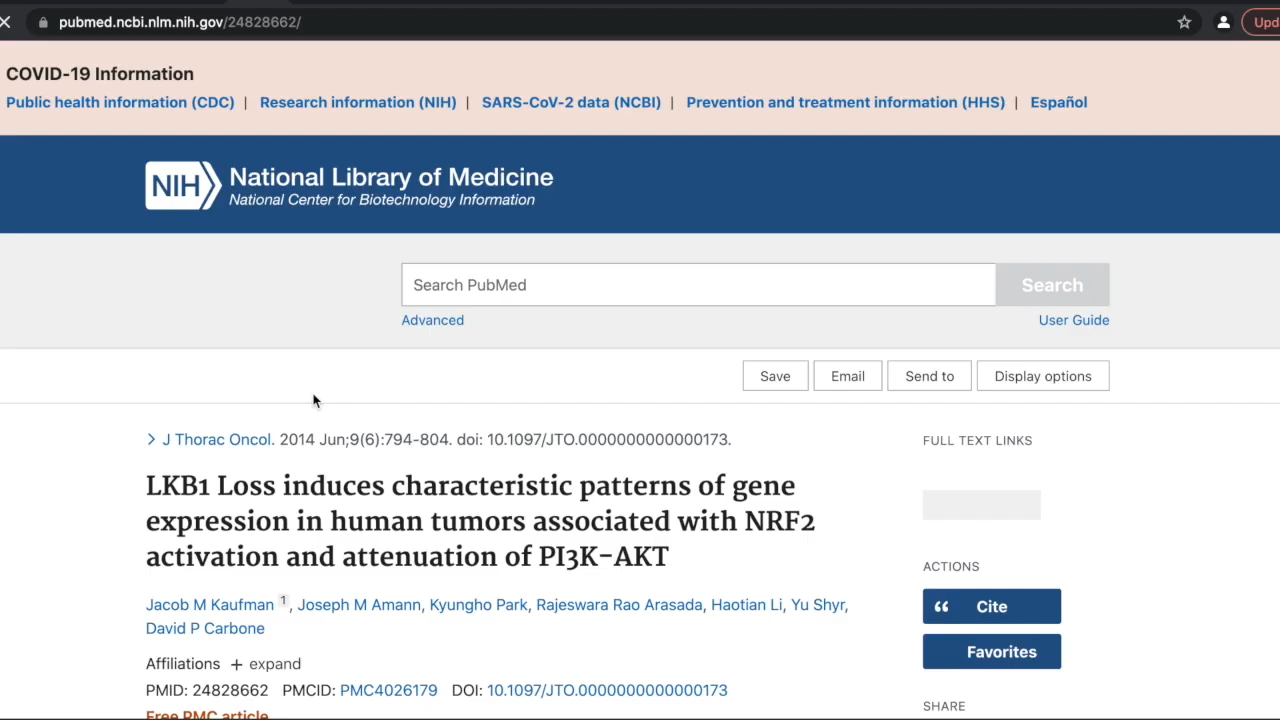 pubmed.ncbi.nlm.nih.gov/24828662/
Upd
COVID-19 Information
Public health information (CDC) | Research information (NIH) | SARS-CoV-2 data (NCBI) | Prevention and treatment information (HHS) | Español
NIH National Library of Medicine
National Center for Biotechnology Information
Search PubMed
Search
Advanced
User Guide
Save Email Send to Display options
J Thorac Oncol. 2014 Jun;9(6):794-804. doi: 10.1097/JTO.0000000000000173.
LKB1 Loss induces characteristic patterns of gene
expression in human tumors associated with NRF2
activation and attenuation of PI3K-AKT
Jacob M Kaufman 1, Joseph M Amann, Kyungho Park, Rajeswara Rao Arasada, Haotian Li, Yu Shyr,
David P Carbone
Affiliations + expand
PMID: 24828662 PMCID: PMC4026179 DOI: 10.1097/JTO.0000000000000173
Free PMC article
FULL TEXT LINKS
ACTIONS
Cite
Favorites
SHARE